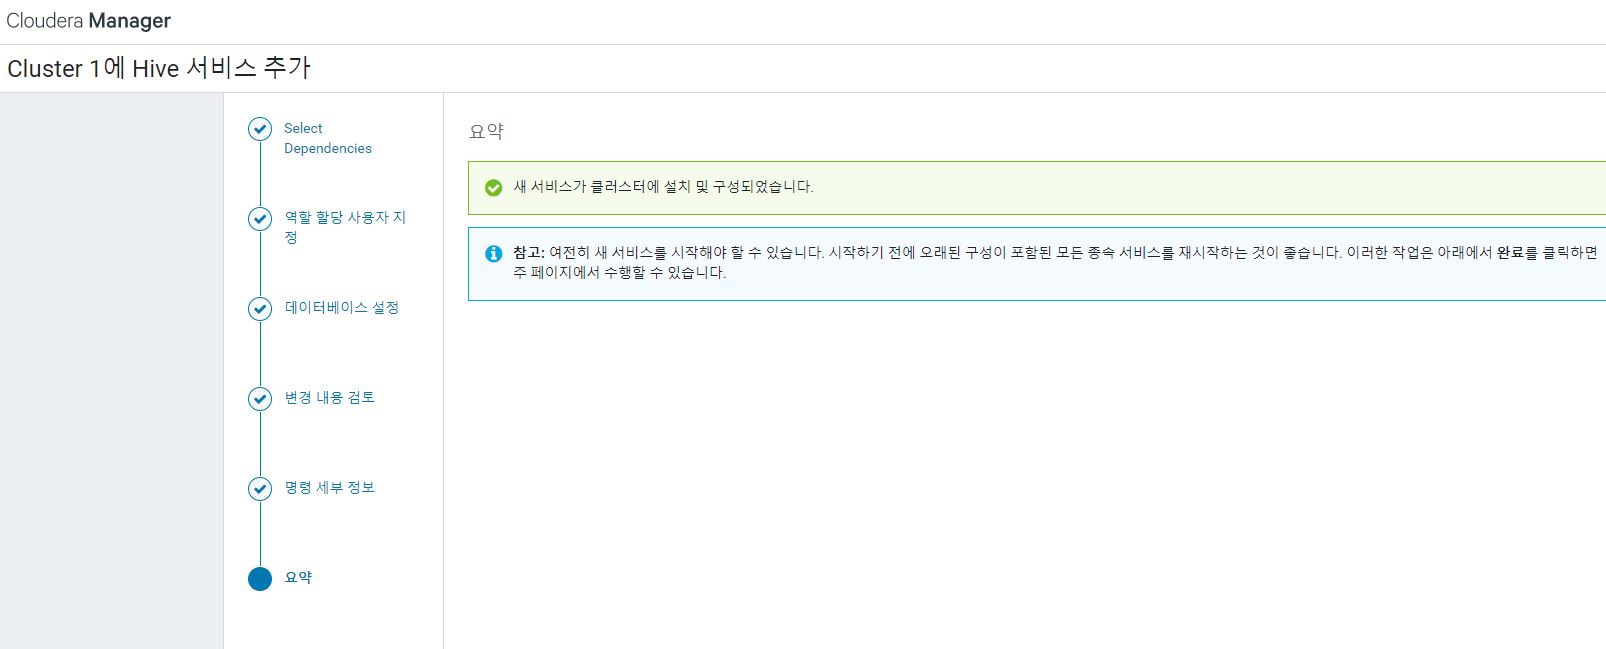 Cloudera Manager
Cluster 1에 Hive 서비스 추가
Select
Dependencies
역할 할당 사용자 지
정
데이터베이스 설정
변경 내용 검토
명령 세부 정보
요약
요약
새 서비스가 클러스터에 설치 및 구성되었습니다.
참고: 여전히 새 서비스를 시작해야 할 수 있습니다. 시작하기 전에 오래된 구성이 포함된 모든 종속 서비스를 재시작하는 것이 좋습니다. 이러한 작업은 아래에서 완료를 클릭하면
주 페이지에서 수행할 수 있습니다.